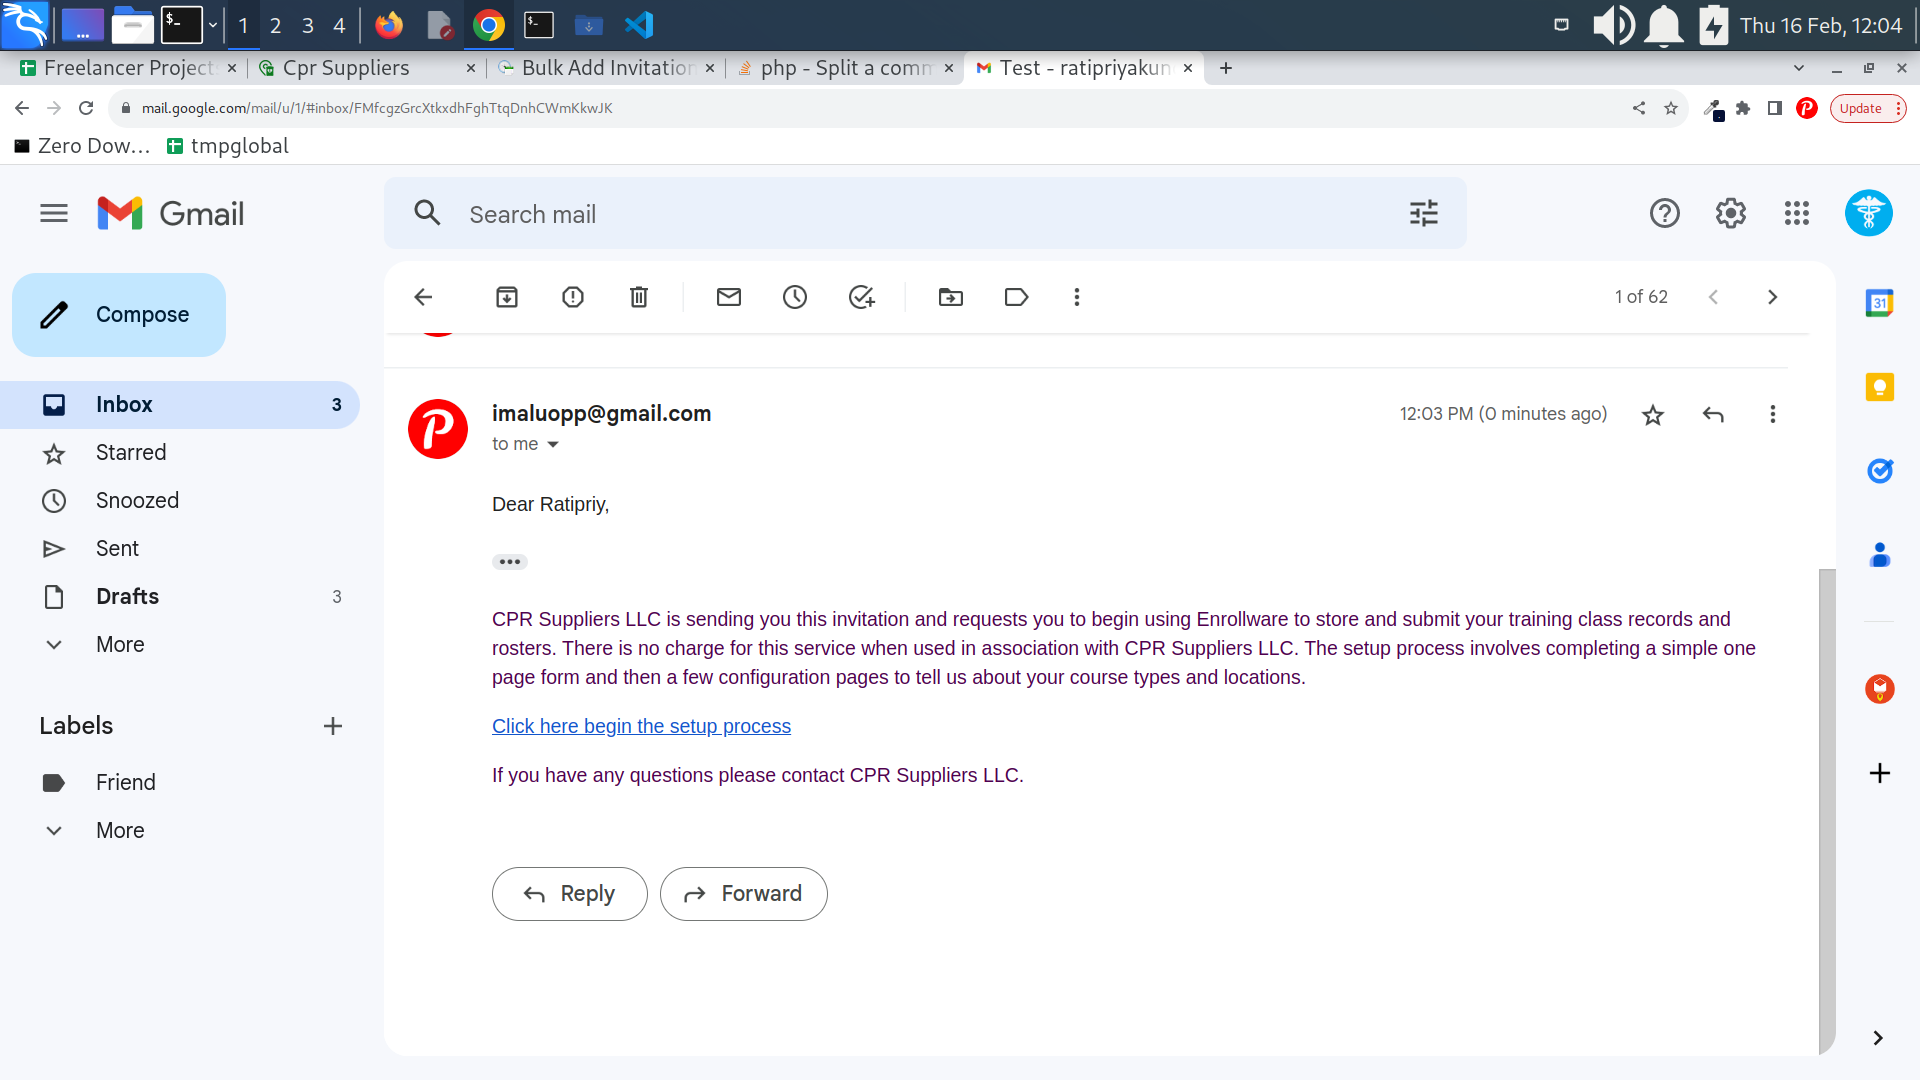 1 2 3 4 Thu 16 Feb, 12:04
Freelancer Project Cpr Suppliers Bulk Add Invitation php - Split a comm Test - ratipriyakun
mail.google.com/mail/u/1/#inbox/FMfcgzGrcXtkxdhFghTtqDnhCWmKkwJK Update
Zero Dow... tmpglobal
Gmail Search mail
Compose
1 of 62
Inbox 3
Starred
Snoozed
Sent
Drafts 3
More
Labels
Friend
More
imaluopp@gmail.com 12:03 PM (0 minutes ago)
to me
Dear Ratipriy,
CPR Suppliers LLC is sending you this invitation and requests you to begin using Enrollware to store and submit your training class records and
rosters. There is no charge for this service when used in association with CPR Suppliers LLC. The setup process involves completing a simple one
page form and then a few configuration pages to tell us about your course types and locations.
Click here begin the setup process
If you have any questions please contact CPR Suppliers LLC.
Reply Forward
31